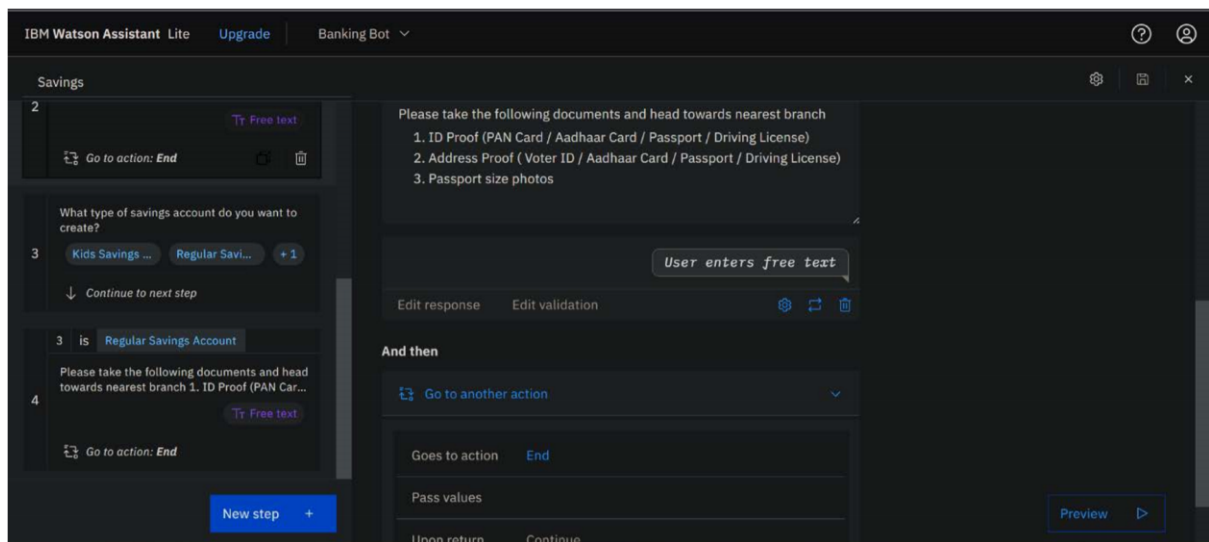 IBM Watson Assistant Lite Upgrade Banking Bot
Savings
2
Free text
Go to action: End
What type of savings account do you want to
create?
3
Kids Savings ... Regular Savi... + 1
Continue to next step
3 is Regular Savings Account
Please take the following documents and head
towards nearest branch 1. ID Proof (PAN Car...
4
Free text
Go to action: End
New step +
Please take the following documents and head towards nearest branch
1. ID Proof (PAN Card / Aadhaar Card / Passport / Driving License)
2. Address Proof ( Voter ID / Aadhaar Card / Passport / Driving License)
3. Passport size photos
User enters free text
Edit response Edit validation
And then
Go to another action
Goes to action End
Pass values
Upon return Continue
Preview